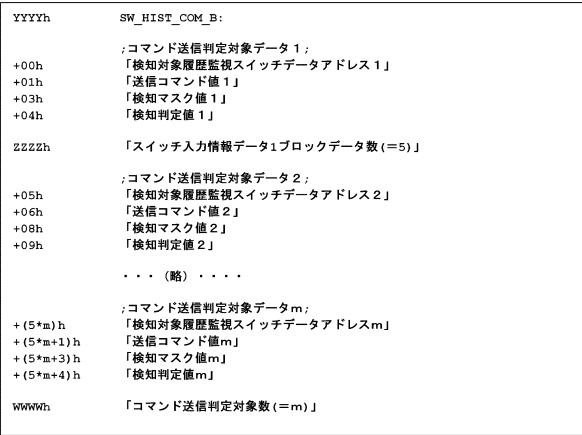 YYYYh SW_HIST_COM_B:
;コマンド送信判定対象データ１;
+00h 「検知対象履歴監視スイッチデータアドレス１」
+01h 「送信コマンド値１」
+03h 「検知マスク値１」
+04h 「検知判定値１」
ZZZZh 「スイッチ入力情報データ1ブロックデータ数(＝5)」
;コマンド送信判定対象データ２;
+05h 「検知対象履歴監視スイッチデータアドレス２」
+06h 「送信コマンド値２」
+08h 「検知マスク値２」
+09h 「検知判定値２」
・・・（略）・・・・
;コマンド送信判定対象データｍ;
+(5*m)h 「検知対象履歴監視スイッチデータアドレスｍ」
+(5*m+1)h 「送信コマンド値ｍ」
+(5*m+3)h 「検知マスク値ｍ」
+(5*m+4)h 「検知判定値ｍ」
WWWWh 「コマンド送信判定対象数(＝ｍ)」